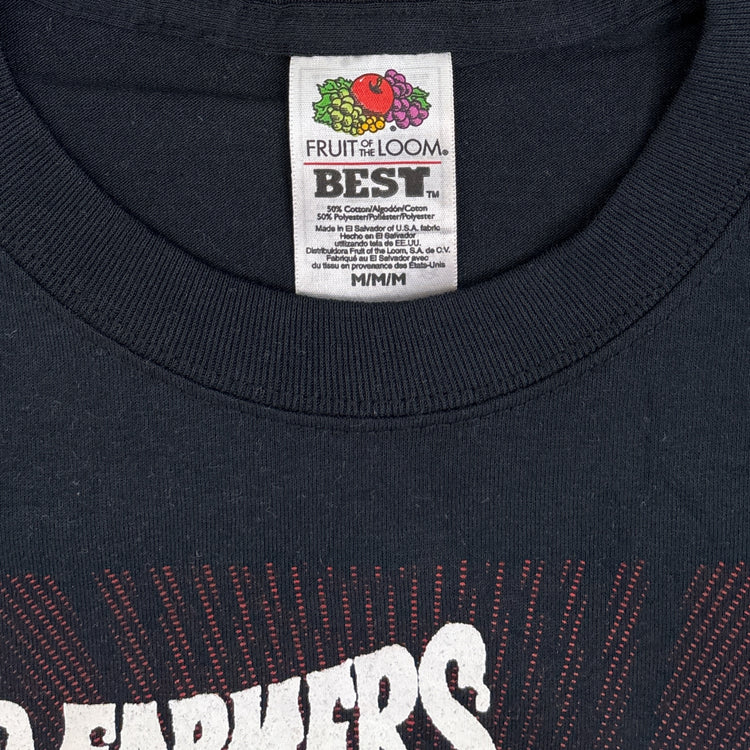 FRUIT OF THE LOOM®
BEST™
50% Cotton/Algodón/Coton
50% Polyester/Poliéster/Polyester
Made in El Salvador of U.S.A. fabric
Hecho en El Salvador
utilizando tela de EE.UU.
Distribuidora Fruit of the Loom, S.A. de C.V.
Fabriqué au El Salvador avec
du tissu en provenance des États-Unis
M/M/M
FARMERS